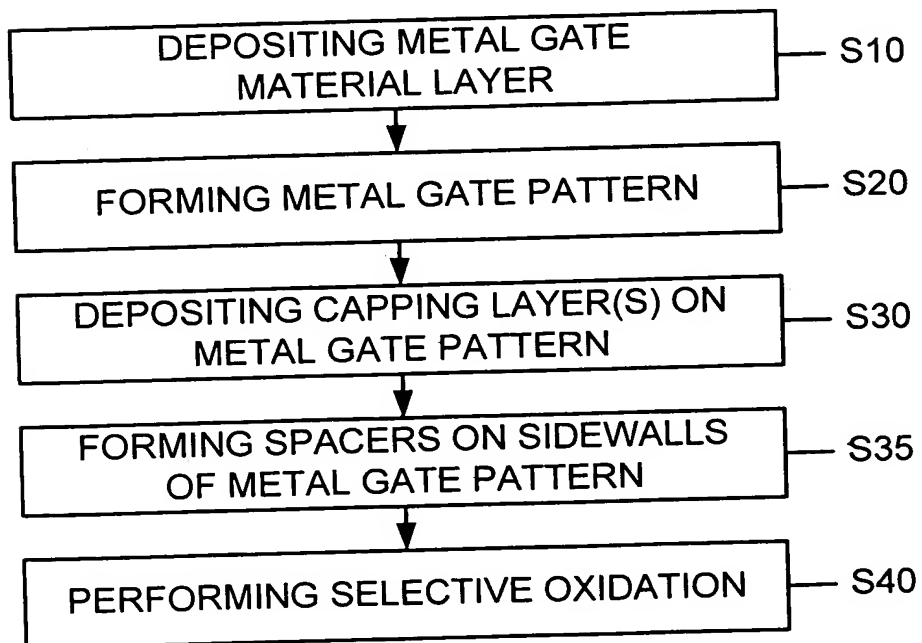 DEPOSITING METAL GATE
MATERIAL LAYER
S10
FORMING METAL GATE PATTERN
S20
DEPOSITING CAPPING LAYER(S) ON
METAL GATE PATTERN
S30
FORMING SPACERS ON SIDEWALLS
OF METAL GATE PATTERN
S35
PERFORMING SELECTIVE OXIDATION
S40